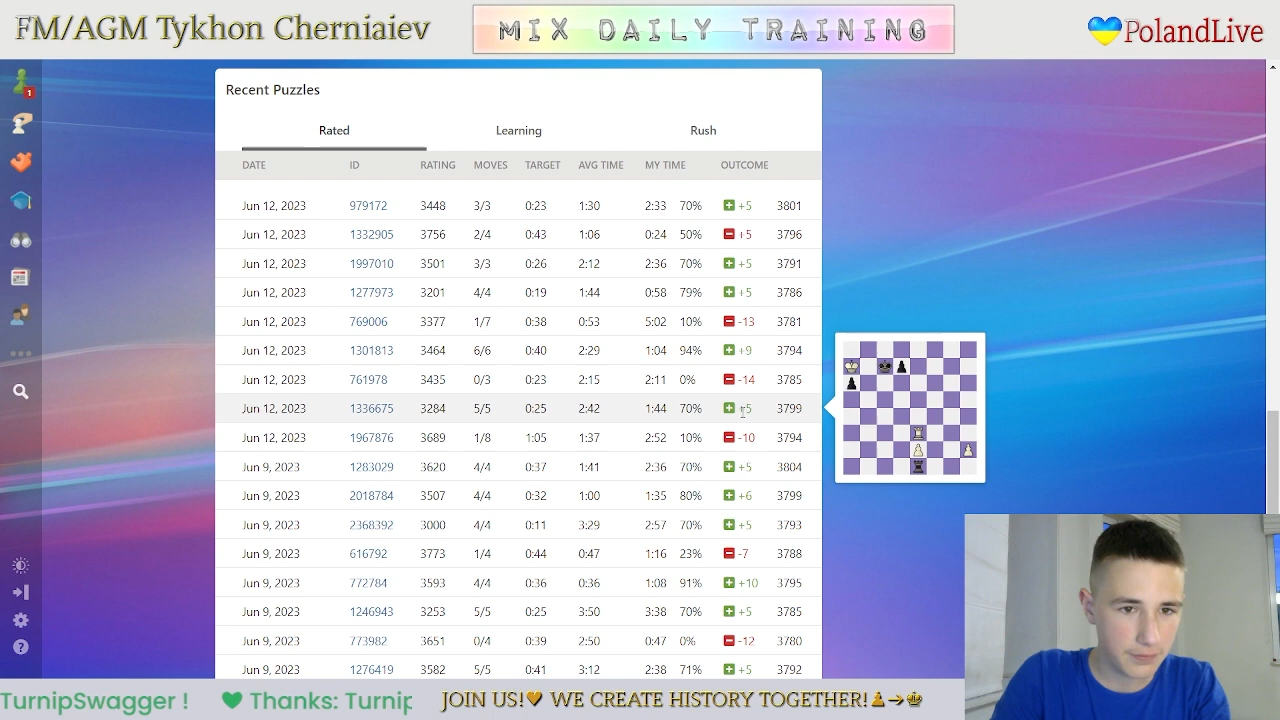 FM/AGM Tykhon Cherniaiev
MIX DAILY TRAINING
PolandLive
1
Recent Puzzles
Rated Learning Rush
DATE ID RATING MOVES TARGET AVG TIME MY TIME OUTCOME
Jun 12, 2023 979172 3448 3/3 0:23 1:30 2:33 70% +5 3801
Jun 12, 2023 1332905 3756 2/4 0:43 1:06 0:24 50% +5 3796
Jun 12, 2023 1997010 3501 3/3 0:26 2:12 2:36 70% +5 3791
Jun 12, 2023 1277973 3201 4/4 0:19 1:44 0:58 79% +5 3786
Jun 12, 2023 769006 3377 1/7 0:38 0:53 5:02 10% -13 3781
Jun 12, 2023 1301813 3464 6/6 0:40 2:29 1:04 94% +9 3794
Jun 12, 2023 761978 3435 0/3 0:23 2:15 2:11 0% -14 3785
Jun 12, 2023 1336675 3284 5/5 0:25 2:42 1:44 70% +5 3799
Jun 12, 2023 1967876 3689 1/8 1:05 1:37 2:52 10% -10 3794
Jun 9, 2023 1283029 3620 4/4 0:37 1:41 2:36 70% +5 3804
Jun 9, 2023 2018784 3507 4/4 0:32 1:00 1:35 80% +6 3799
Jun 9, 2023 2368392 3000 4/4 0:11 3:29 2:57 70% +5 3793
Jun 9, 2023 616792 3773 1/4 0:44 0:47 1:16 23% -7 3788
Jun 9, 2023 772784 3593 4/4 0:36 0:36 1:08 91% +10 3795
Jun 9, 2023 1246943 3253 5/5 0:25 3:50 3:38 70% +5 3785
Jun 9, 2023 773982 3651 0/4 0:39 2:50 0:47 0% -12 3780
Jun 9, 2023 1276419 3583 5/5 0:41 3:12 2:38 71% +5 3792
TurnipSwagger ! Thanks: Turnip
JOIN US! WE CREATE HISTORY TOGETHER!